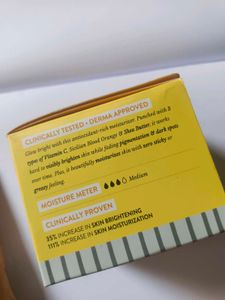 CLINICALLY TESTED • DERMA APPROVED
Glow bright with this antioxidant-rich moisturizer. Punched with 3
types of Vitamin C, Sicilian Blood Orange & Shea Butter, it works
hard to visibly brighten skin while fading pigmentation & dark spots
over time. Plus, it beautifully moisturizes skin with zero sticky or
greasy feeling.
MOISTURE METER Medium
CLINICALLY PROVEN
35% INCREASE IN SKIN BRIGHTENING
111% INCREASE IN SKIN MOISTURIZATION